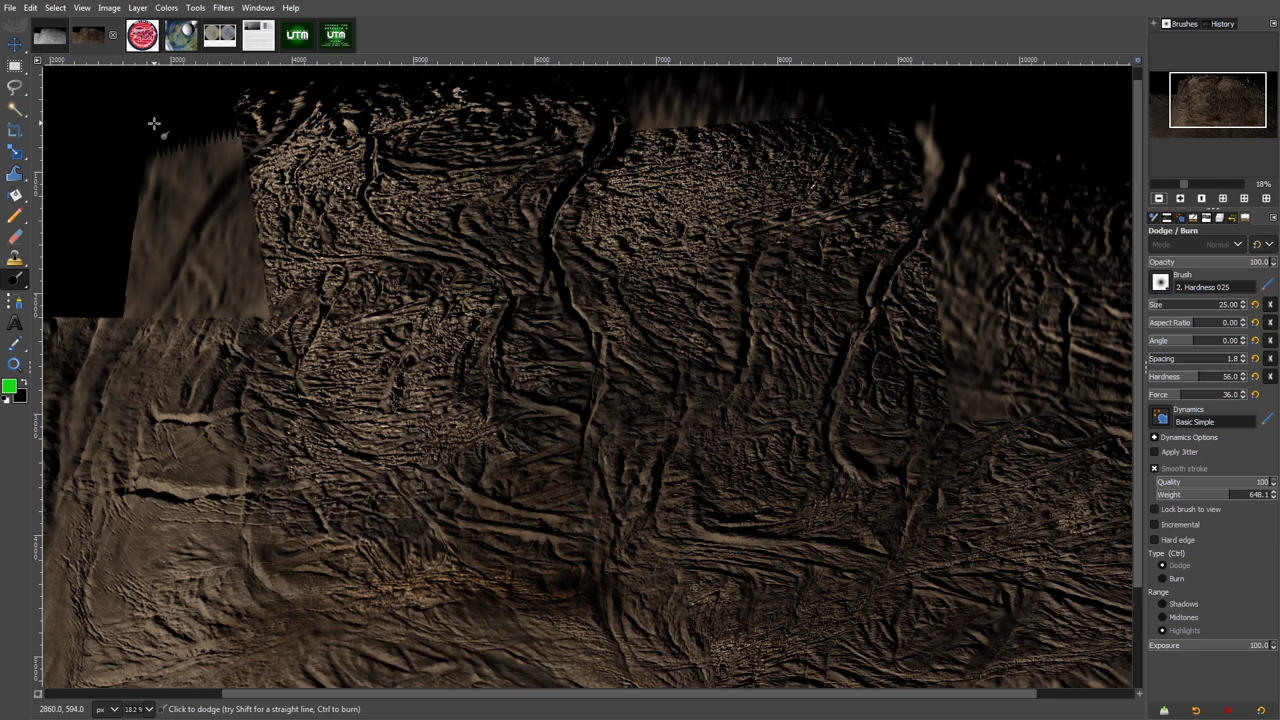 File Edit Select View Image Layer Colors Tools Filters Windows Help
Brushes History
UTM
UTM
2000 3000 4000 5000 6000 7000 8000 9000 10000
18%
Dodge / Burn
Mode Normal
Opacity 100.0
Brush
2. Hardness 025
Size 25.00
Aspect Ratio 0.00
Angle 0.00
Spacing 1.8
Hardness 56.0
Force 36.0
Dynamics
Basic Simple
Dynamics Options
Apply Jitter
Smooth stroke
Quality 100
Weight 648.1
Lock brush to view
Incremental
Hard edge
Type (Ctrl)
Dodge
Burn
Range
Shadows
Midtones
Highlights
Exposure 100.0
2860.0, 594.0 px 18.2 Click to dodge (try Shift for a straight line, Ctrl to burn)